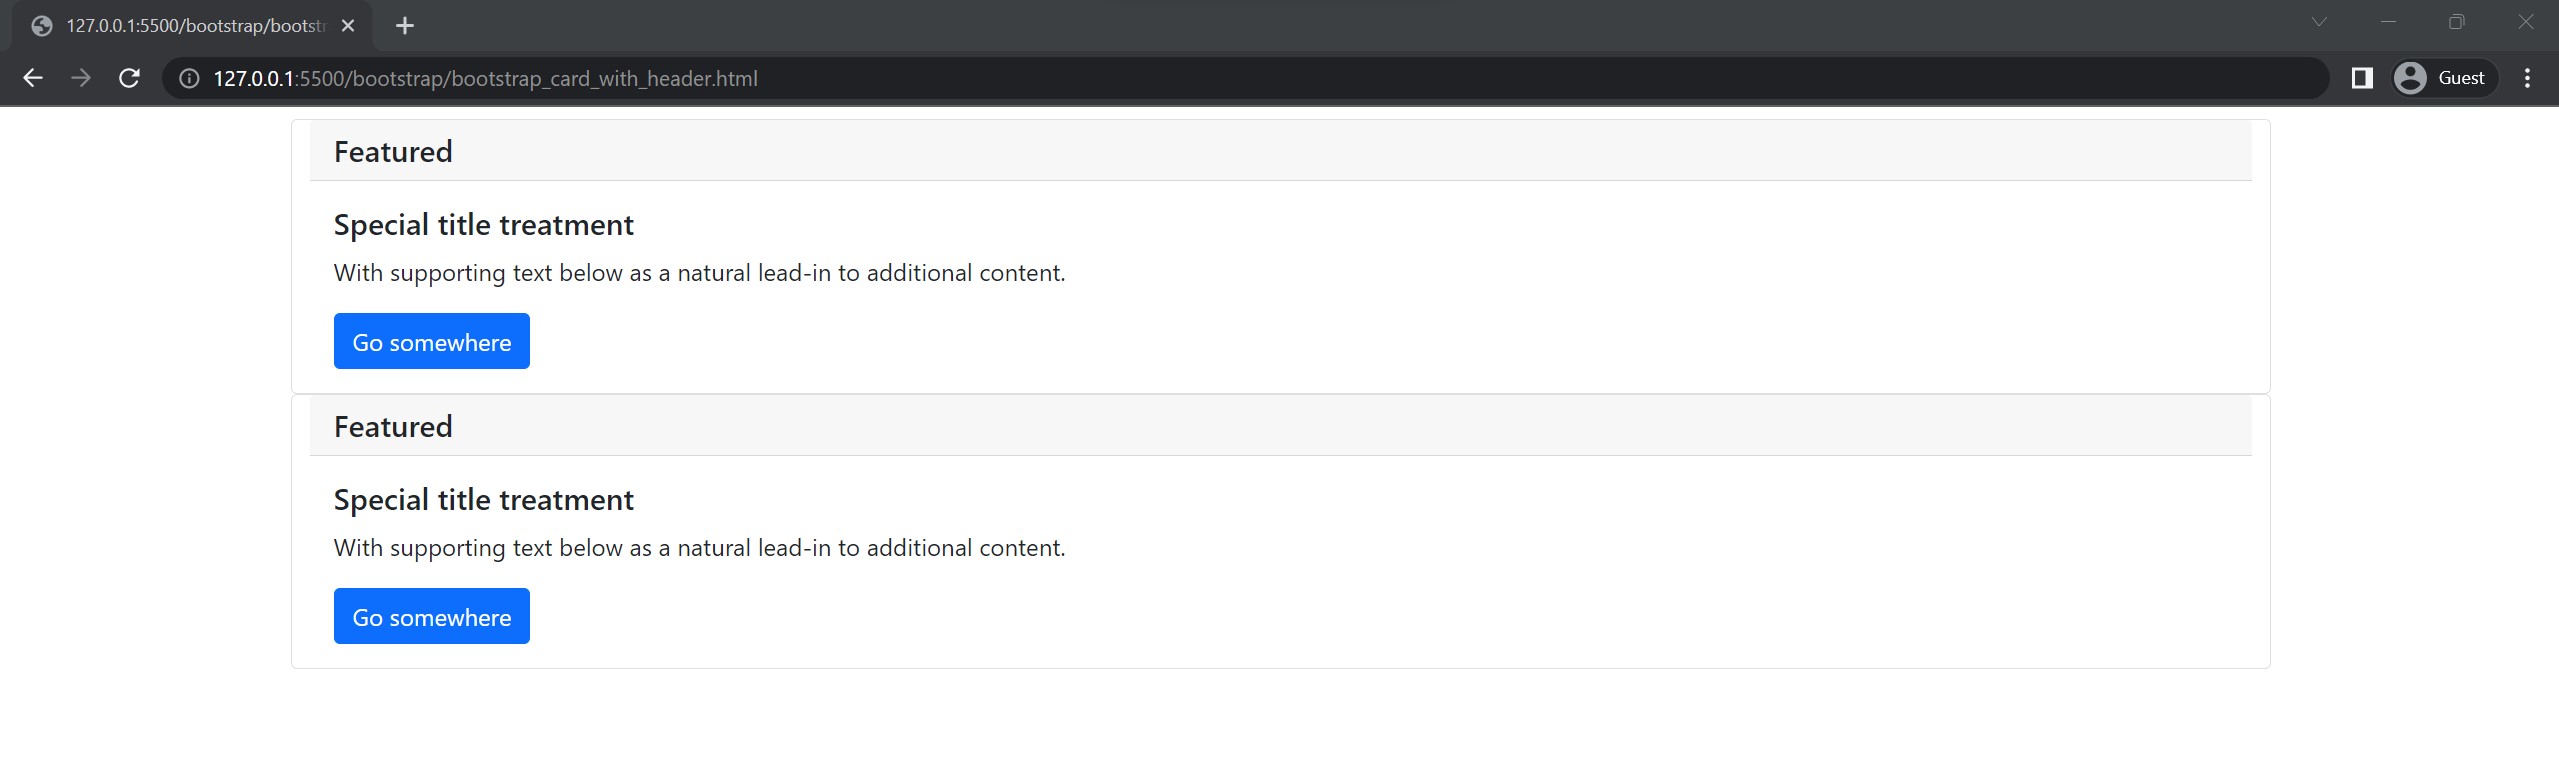 127.0.0.1:5500/bootstrap/bootstr
127.0.0.1:5500/bootstrap/bootstrap_card_with_header.html
Guest
Featured
Special title treatment
With supporting text below as a natural lead-in to additional content.
Go somewhere
Featured
Special title treatment
With supporting text below as a natural lead-in to additional content.
Go somewhere